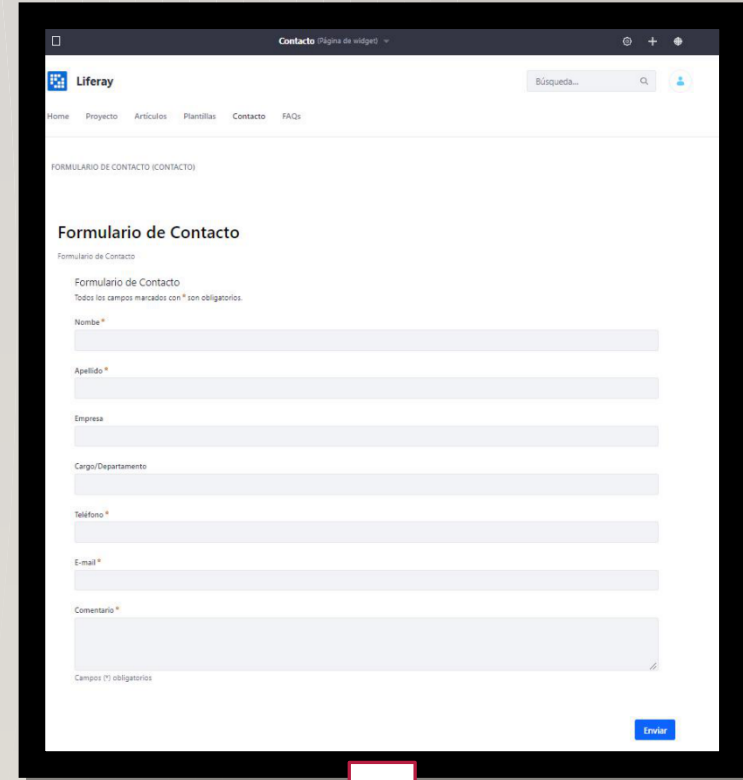 Contacto (Página de widget)
Liferay
Búsqueda...
Home Proyecto Artículos Plantillas Contacto FAQs
FORMULARIO DE CONTACTO (CONTACTO)
Formulario de Contacto
Formulario de Contacto
Formulario de Contacto
Todos los campos marcados con * son obligatorios.
Nombe *
Apellido *
Empresa
Cargo/Departamento
Teléfono *
E-mail *
Comentario *
Campos (*) obligatorios
Enviar